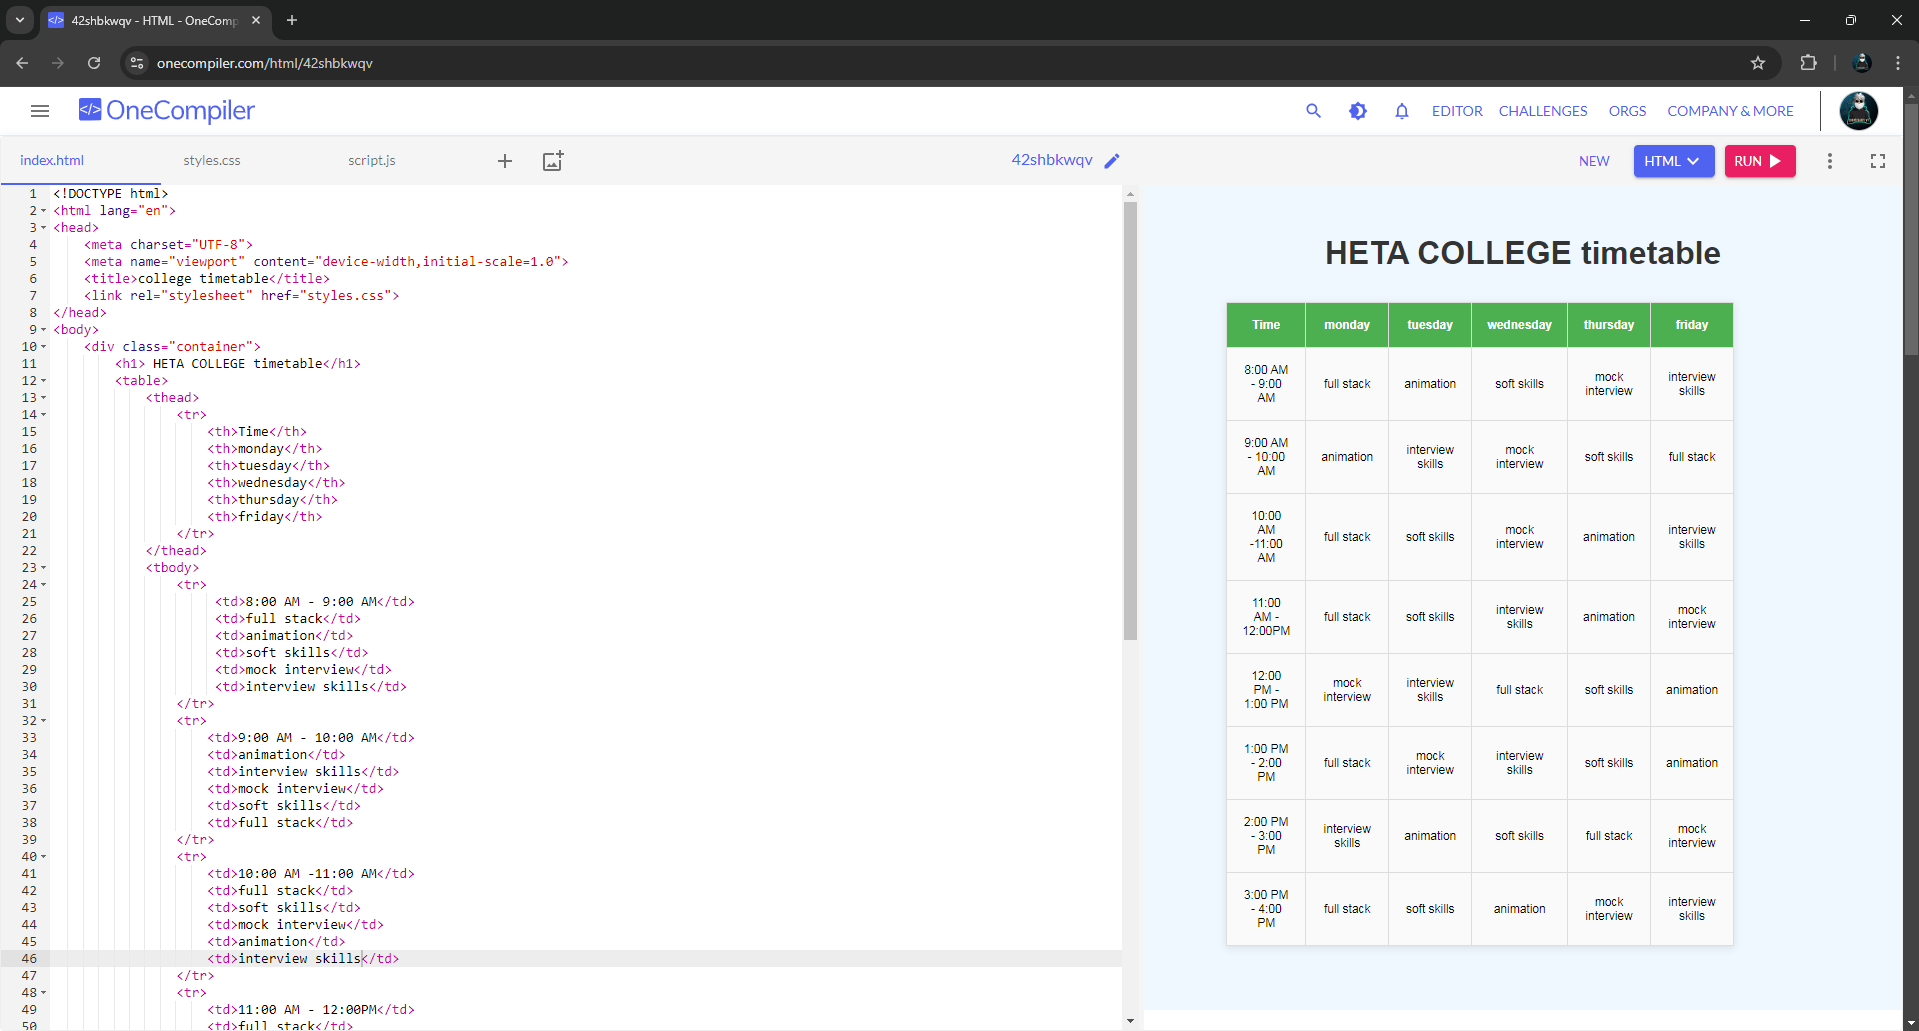 42shbkwqv - HTML - OneComp
onecompiler.com/html/42shbkwqv
</> OneCompiler
EDITOR CHALLENGES ORGS COMPANY & MORE
index.html styles.css script.js
42shbkwqv
NEW HTML RUN
1 <!DOCTYPE html>
2 <html lang="en">
3 <head>
4 <meta charset="UTF-8">
5 <meta name="viewport" content="device-width,initial-scale=1.0">
6 <title>college timetable</title>
7 <link rel="stylesheet" href="styles.css">
8 </head>
9 <body>
10 <div class="container">
11 <h1> HETA COLLEGE timetable</h1>
12 <table>
13 <thead>
14 <tr>
15 <th>Time</th>
16 <th>monday</th>
17 <th>tuesday</th>
18 <th>wednesday</th>
19 <th>thursday</th>
20 <th>friday</th>
21 </tr>
22 </thead>
23 <tbody>
24 <tr>
25 <td>8:00 AM - 9:00 AM</td>
26 <td>full stack</td>
27 <td>animation</td>
28 <td>soft skills</td>
29 <td>mock interview</td>
30 <td>interview skills</td>
31 </tr>
32 <tr>
33 <td>9:00 AM - 10:00 AM</td>
34 <td>animation</td>
35 <td>interview skills</td>
36 <td>mock interview</td>
37 <td>soft skills</td>
38 <td>full stack</td>
39 </tr>
40 <tr>
41 <td>10:00 AM -11:00 AM</td>
42 <td>full stack</td>
43 <td>soft skills</td>
44 <td>mock interview</td>
45 <td>animation</td>
46 <td>interview skills</td>
47 </tr>
48 <tr>
49 <td>11:00 AM - 12:00PM</td>
50 <td>full stack</td>
HETA COLLEGE timetable
Time monday tuesday wednesday thursday friday
8:00 AM - 9:00 AM full stack animation soft skills mock interview interview skills
9:00 AM - 10:00 AM animation interview skills mock interview soft skills full stack
10:00 AM -11:00 AM full stack soft skills mock interview animation interview skills
11:00 AM - 12:00PM full stack soft skills interview skills animation mock interview
12:00 PM - 1:00 PM mock interview interview skills full stack soft skills animation
1:00 PM - 2:00 PM full stack mock interview interview skills soft skills animation
2:00 PM - 3:00 PM interview skills animation soft skills full stack mock interview
3:00 PM - 4:00 PM full stack soft skills animation mock interview interview skills